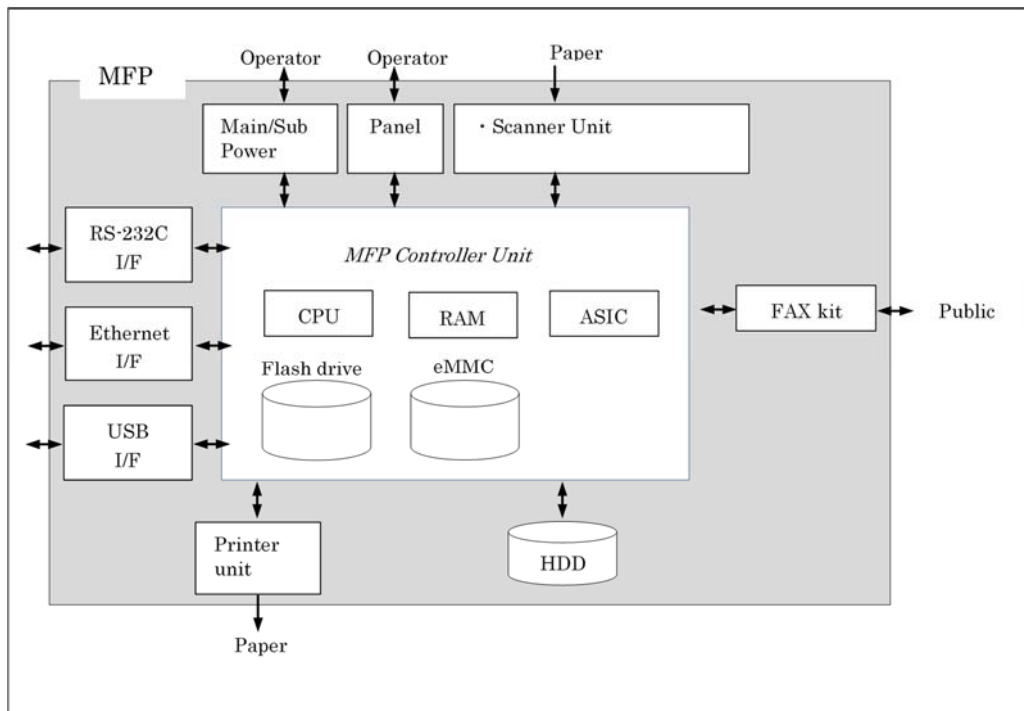 Operator
Operator
Paper
MFP
Main/Sub
Power
Panel
・Scanner Unit
RS-232C
I/F
MFP Controller Unit
CPU
RAM
ASIC
FAX kit
Public
Ethernet
I/F
Flash drive
eMMC
USB
I/F
Printer
unit
HDD
Paper